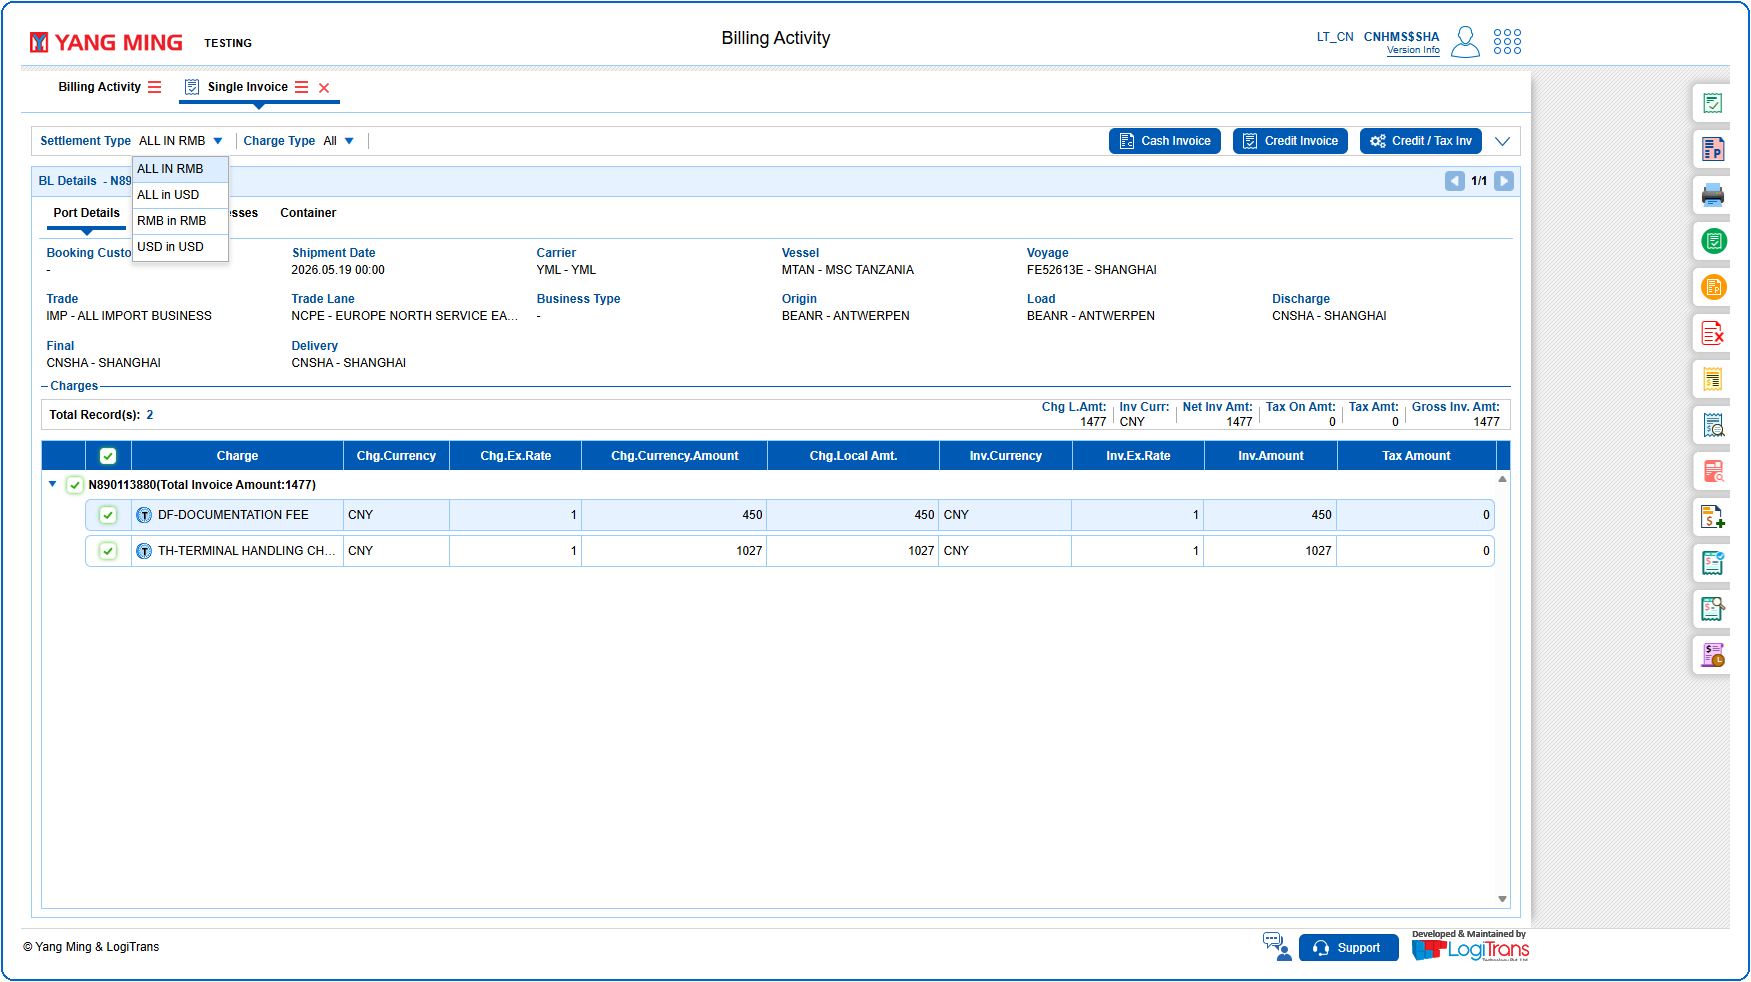 YANG MING TESTING
Billing Activity
LT_CN CNHMS$SHA
Version Info
Billing Activity
Single Invoice
Settlement Type ALL IN RMB
Charge Type All
Cash Invoice
Credit Invoice
Credit / Tax Inv
ALL IN RMB
ALL in USD
RMB in RMB
USD in USD
BL Details - N89
1/1
Port Details
esses
Container
Booking Custo
-
Shipment Date
2026.05.19 00:00
Carrier
YML - YML
Vessel
MTAN - MSC TANZANIA
Voyage
FE52613E - SHANGHAI
Trade
IMP - ALL IMPORT BUSINESS
Trade Lane
NCPE - EUROPE NORTH SERVICE EA...
Business Type
-
Origin
BEANR - ANTWERPEN
Load
BEANR - ANTWERPEN
Discharge
CNSHA - SHANGHAI
Final
CNSHA - SHANGHAI
Delivery
CNSHA - SHANGHAI
Charges
Total Record(s): 2
Chg L.Amt: 1477
Inv Curr: CNY
Net Inv Amt: 1477
Tax On Amt: 0
Tax Amt: 0
Gross Inv. Amt: 1477
Charge Chg.Currency Chg.Ex.Rate Chg.Currency.Amount Chg.Local Amt. Inv.Currency Inv.Ex.Rate Inv.Amount Tax Amount
N890113880(Total Invoice Amount:1477)
T DF-DOCUMENTATION FEE CNY 1 450 450 CNY 1 450 0
T TH-TERMINAL HANDLING CH... CNY 1 1027 1027 CNY 1 1027 0
© Yang Ming & LogiTrans
Support
Developed & Maintained by
LogiTrans